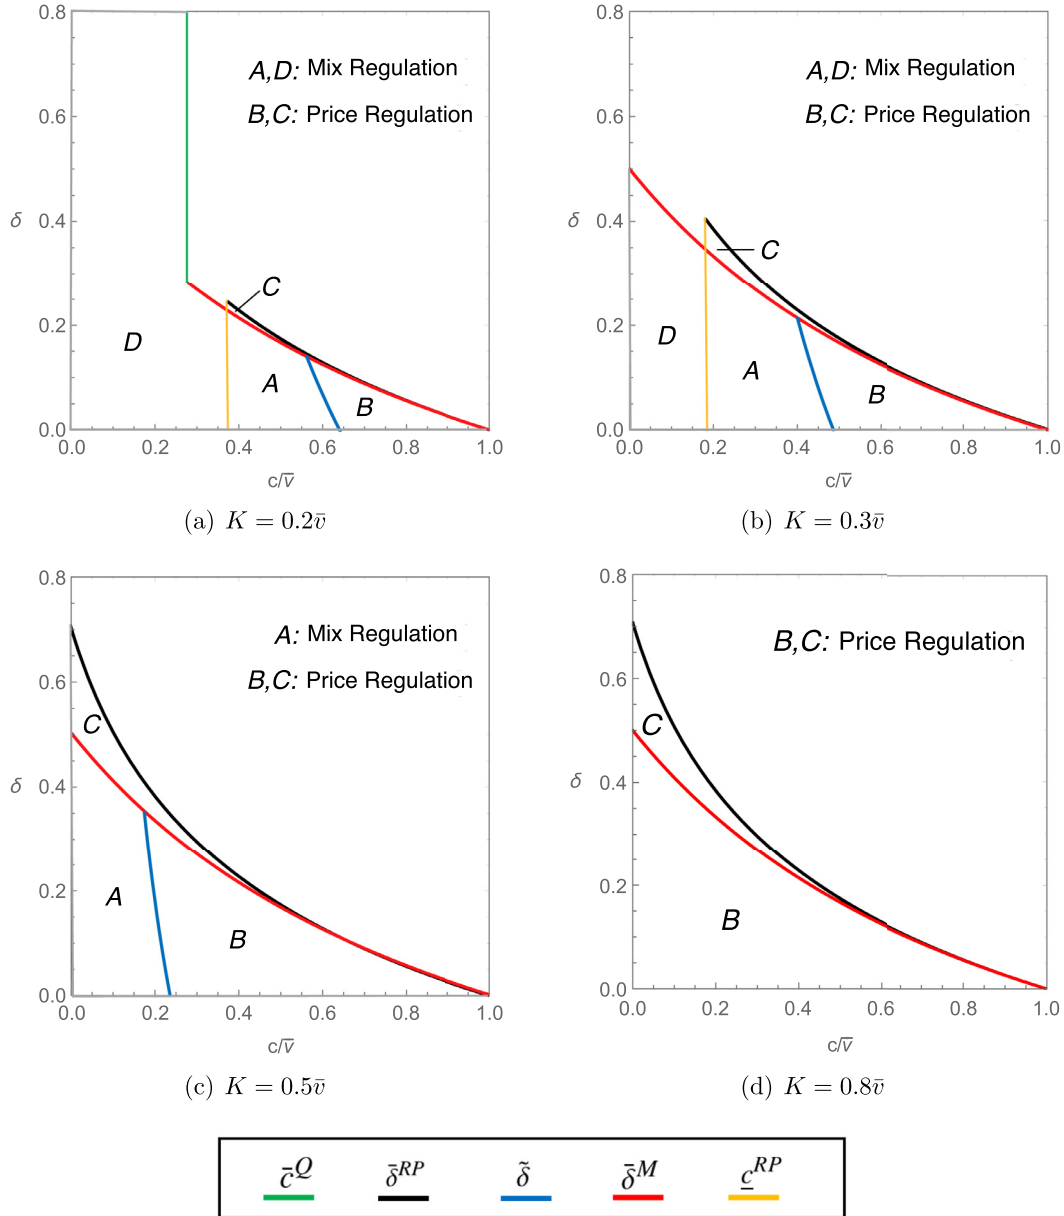 A,D: Mix Regulation
B,C: Price Regulation
D
C
A
B
δ
0.8
0.6
0.4
0.2
0.0
0.0 0.2 0.4 0.6 0.8 1.0
c/v̄
(a) K = 0.2v̄
A,D: Mix Regulation
B,C: Price Regulation
C
D
A
B
δ
0.8
0.6
0.4
0.2
0.0
0.0 0.2 0.4 0.6 0.8 1.0
c/v̄
(b) K = 0.3v̄
A: Mix Regulation
B,C: Price Regulation
C
A
B
δ
0.8
0.6
0.4
0.2
0.0
0.0 0.2 0.4 0.6 0.8 1.0
c/v̄
(c) K = 0.5v̄
B,C: Price Regulation
C
B
δ
0.8
0.6
0.4
0.2
0.0
0.0 0.2 0.4 0.6 0.8 1.0
c/v̄
(d) K = 0.8v̄
c̄^Q δ̄^RP δ̃ δ̄^M c̲^RP